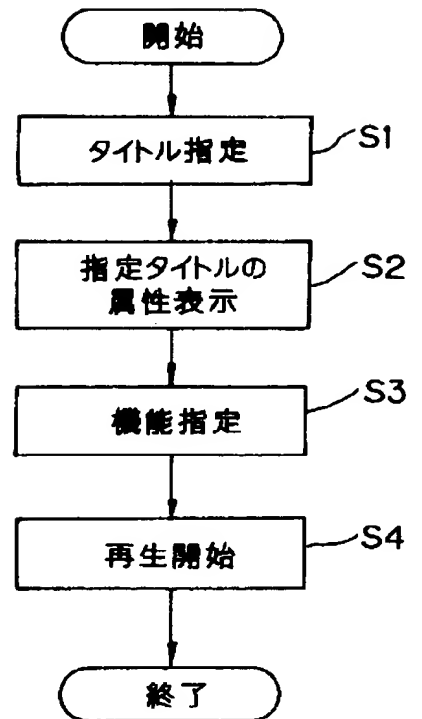 開始
タイトル指定
S1
指定タイトルの
属性表示
S2
機能指定
S3
再生開始
S4
終了